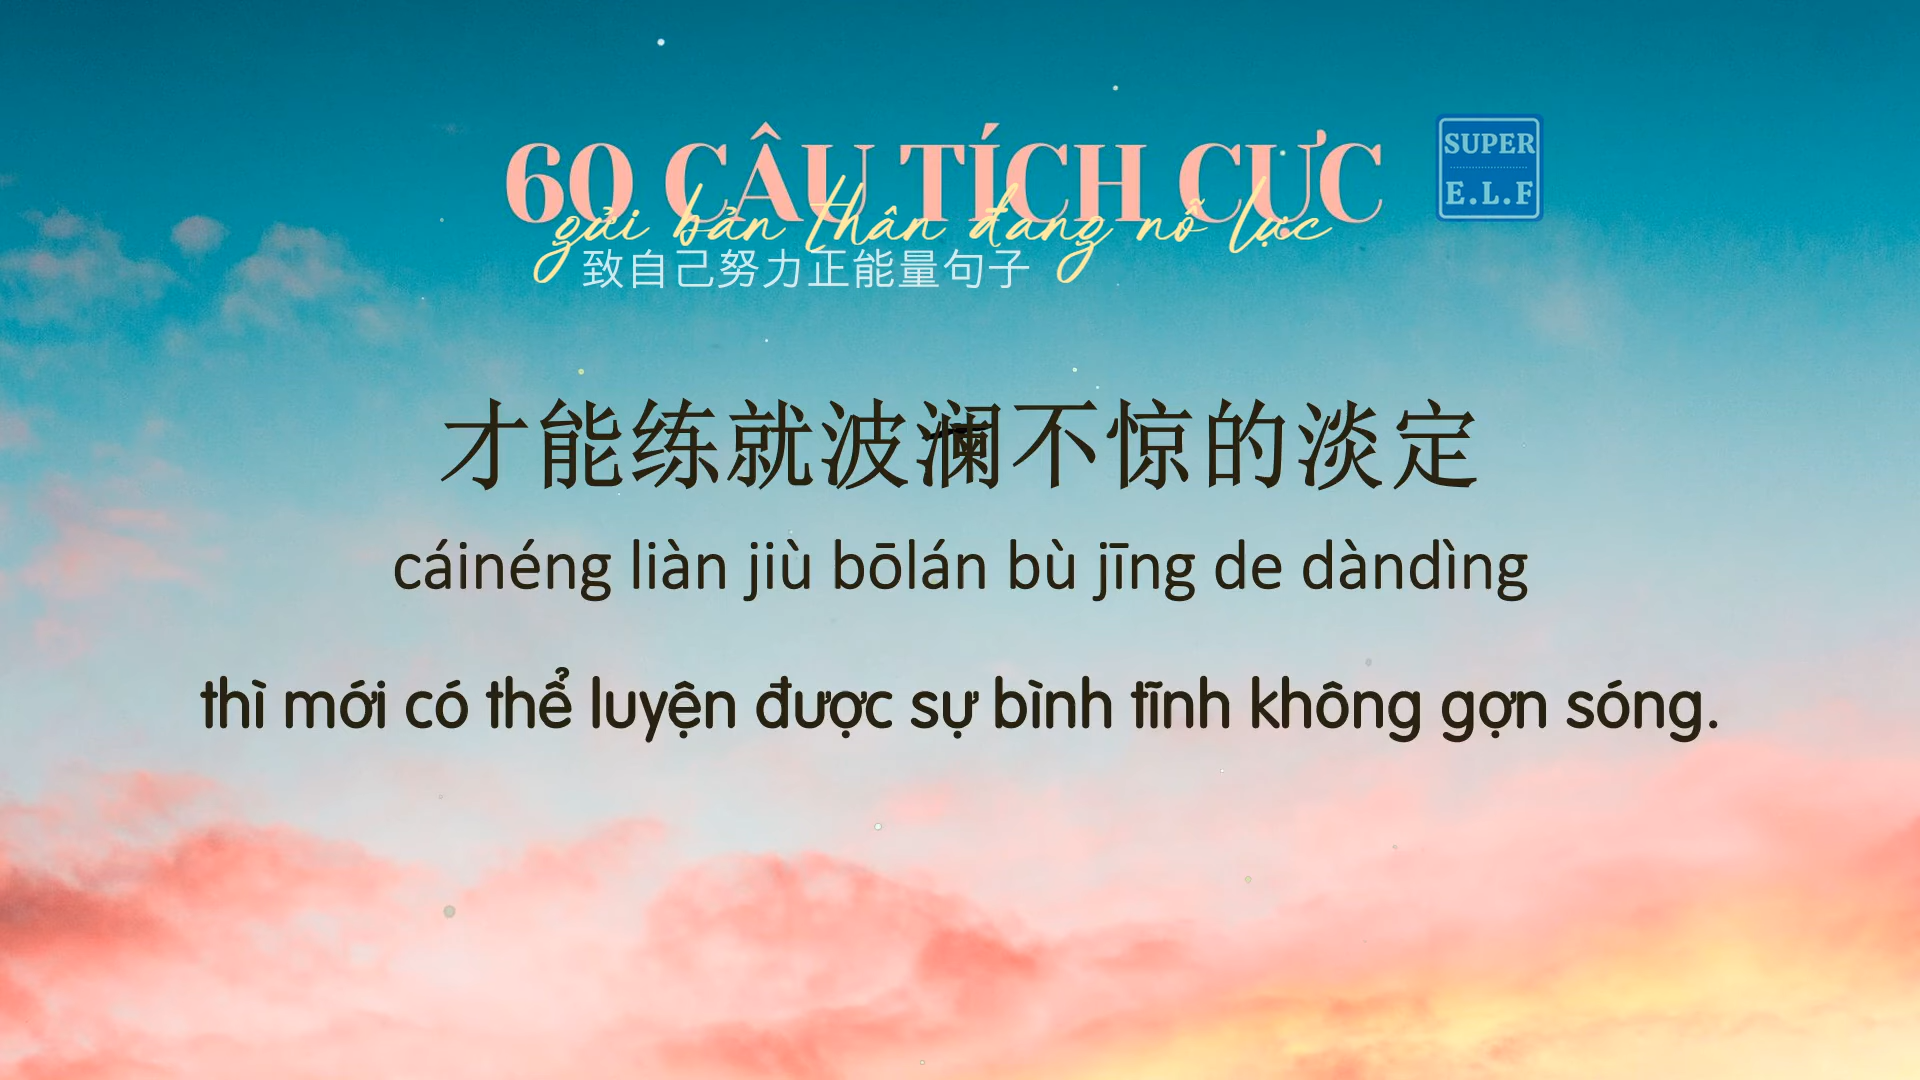 60 CÂU TÍCH CỰC
gửi bản thân đang nỗ lực
致自己努力正能量句子
SUPER
E.L.F
才能练就波澜不惊的淡定
cáinéng liàn jiù bōlán bù jīng de dàndìng
thì mới có thể luyện được sự bình tĩnh không gợn sóng.